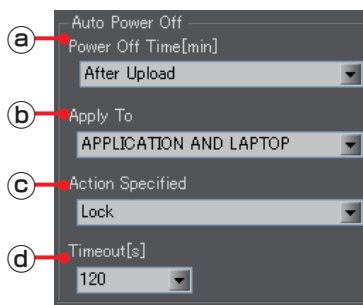 Auto Power Off
ⓐ
Power Off Time[min]
After Upload
ⓑ
Apply To
APPLICATION AND LAPTOP
ⓒ
Action Specified
Lock
ⓓ
Timeout[s]
120